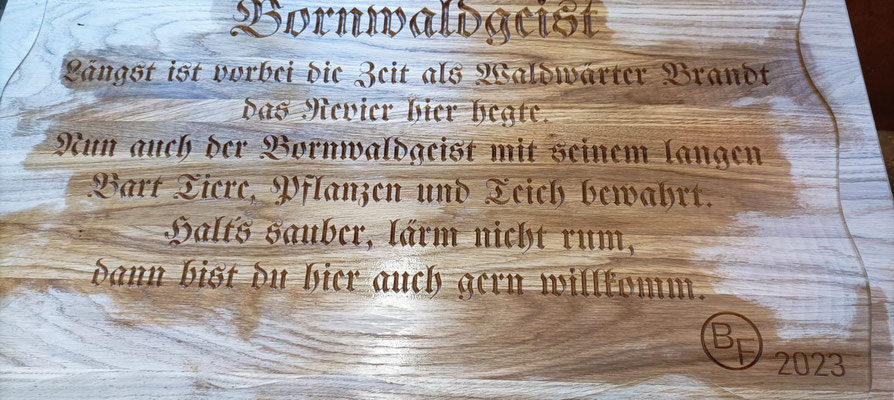 Bornwaldgeist
Längst ist vorbei die Zeit als Waldwärter Brandt
das Revier hier hegte.
Nun auch der Bornwaldgeist mit seinem langen
Bart Tiere, Pflanzen und Teich bewahrt.
Halt's sauber, lärm nicht rum,
dann bist du hier auch gern willkomm.
BF 2023